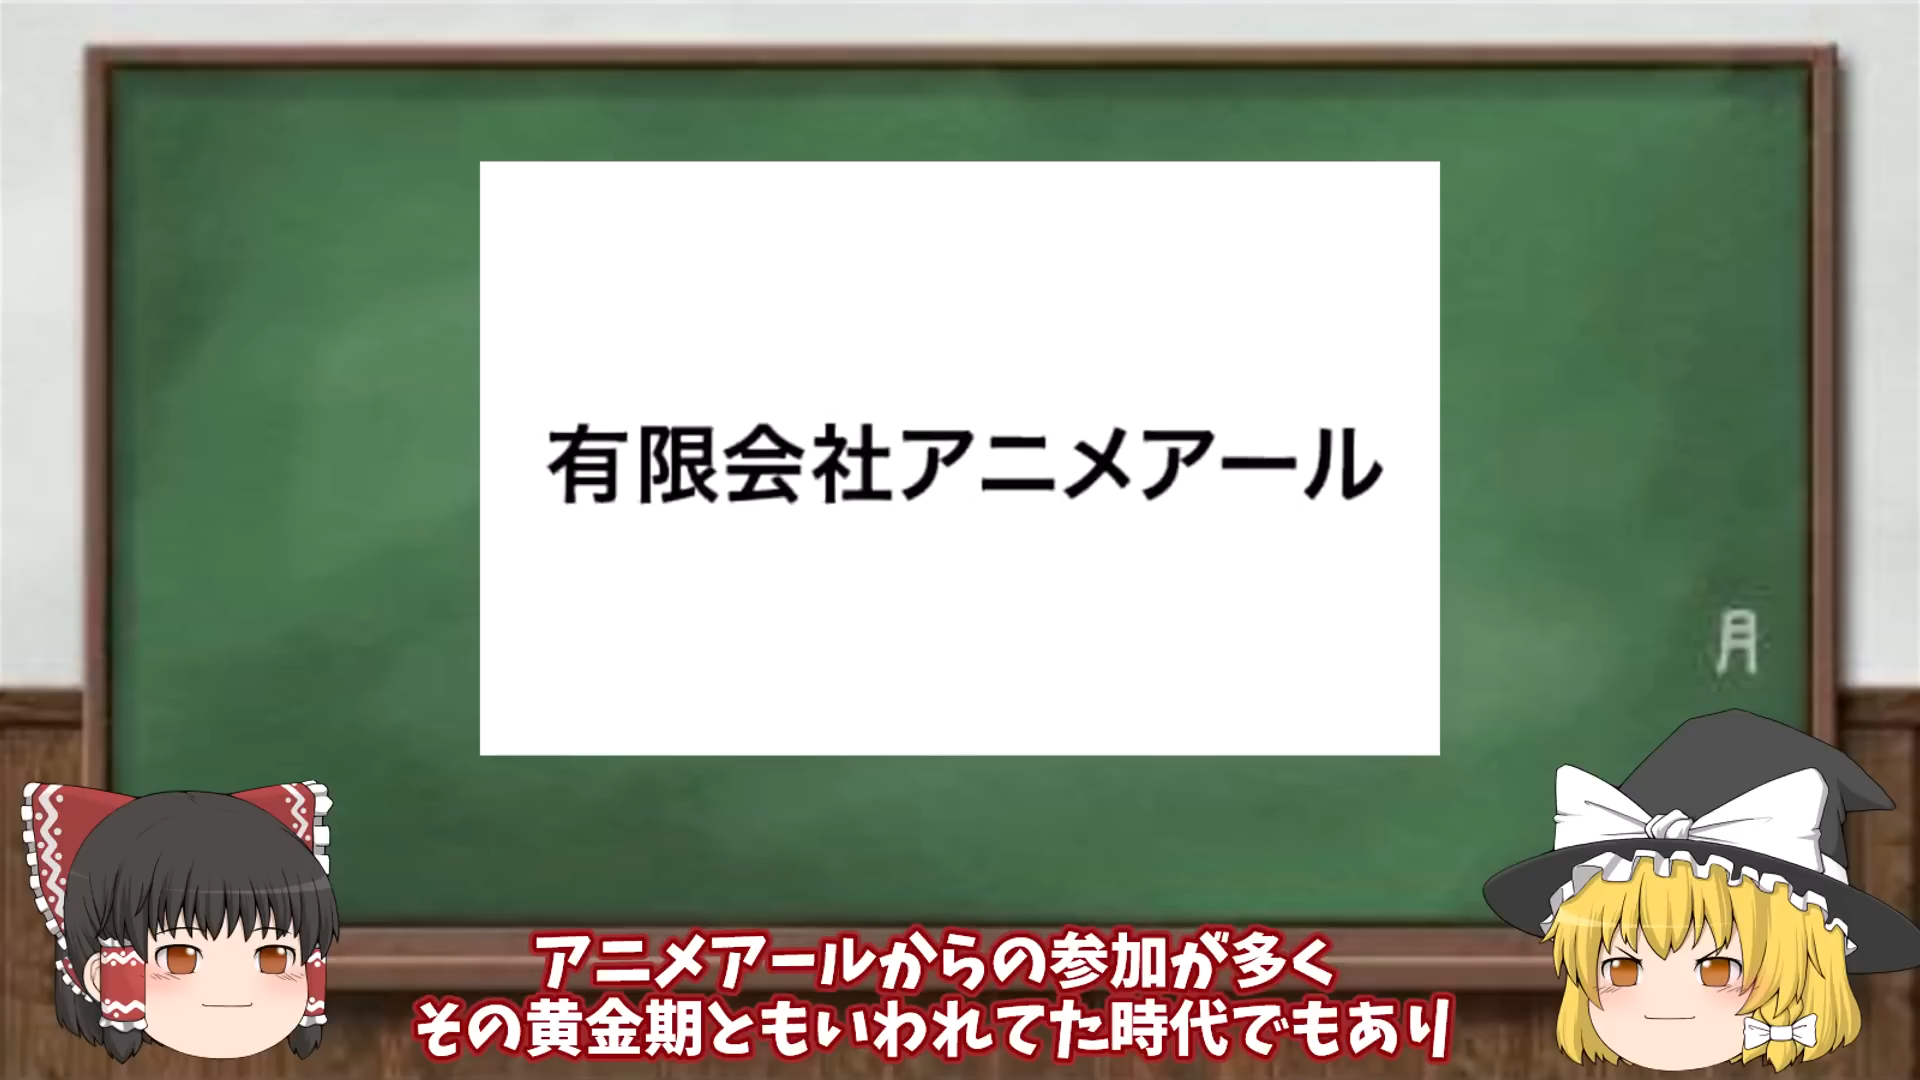 有限会社アニメアール
月
アニメアールからの参加が多く
その黄金期ともいわれてた時代でもあり